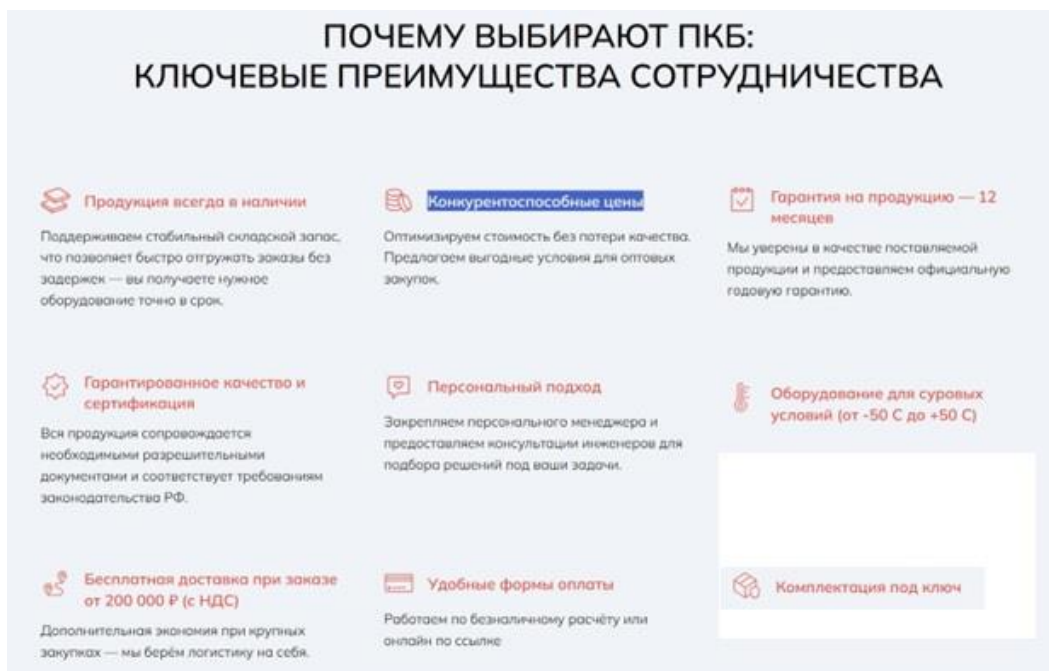 ПОЧЕМУ ВЫБИРАЮТ ПКБ:
КЛЮЧЕВЫЕ ПРЕИМУЩЕСТВА СОТРУДНИЧЕСТВА
Продукция всегда в наличии
Поддерживаем стабильный складской запас,
что позволяет быстро отгружать заказы без
задержек — вы получаете нужное
оборудование точно в срок.
Конкурентоспособные цены
Оптимизируем стоимость без потери качества.
Предлагаем выгодные условия для оптовых
закупок.
Гарантия на продукцию — 12
месяцев
Мы уверены в качестве поставляемой
продукции и предоставляем официальную
годовую гарантию.
Гарантированное качество и
сертификация
Вся продукция сопровождается
необходимыми разрешительными
документами и соответствует требованиям
законодательства РФ.
Персональный подход
Закрепляем персонального менеджера и
предоставляем консультации инженеров для
подбора решений под ваши задачи.
Оборудование для суровых
условий (от -50 С до +50 С)
Бесплатная доставка при заказе
от 200 000 ₽ (с НДС)
Дополнительная экономия при крупных
закупках — мы берём логистику на себя.
Удобные формы оплаты
Работаем по безналичному расчёту или
онлайн по ссылке
Комплектация под ключ